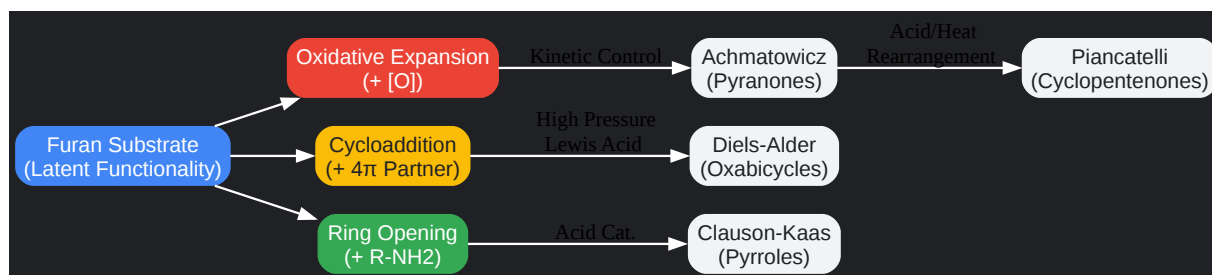 Furan Substrate
(Latent Functionality)
Oxidative Expansion
(+ [O])
Kinetic Control
Achmatowicz
(Pyranones)
Acid/Heat
Rearrangement
Piancatelli
(Cyclopentenones)
Cycloaddition
(+ 4π Partner)
High Pressure
Lewis Acid
Diels-Alder
(Oxabicycles)
Ring Opening
(+ R-NH2)
Acid Cat.
Clauson-Kaas
(Pyrroles)